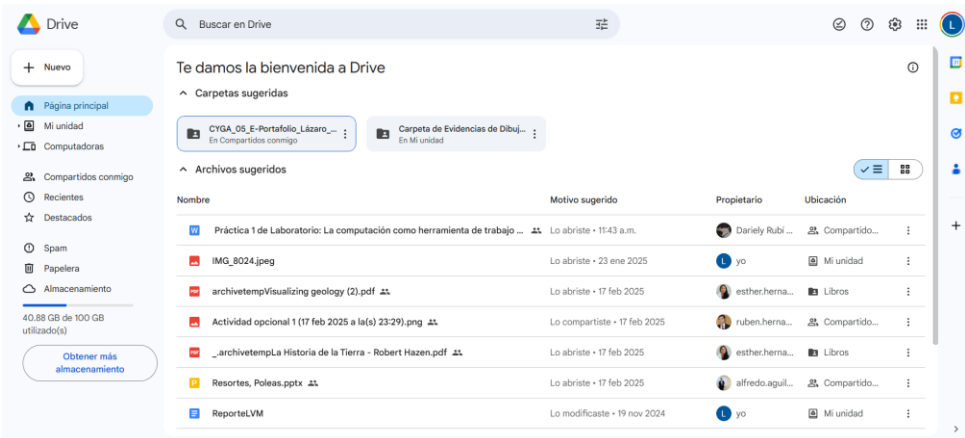 Drive
Buscar en Drive
L
Nuevo
Te damos la bienvenida a Drive
Carpetas sugeridas
Página principal
Mi unidad
Computadoras
CYGA_05_E-Portafolio_Lázaro_...
En Compartidos conmigo
Carpeta de Evidencias de Dibuj...
En Mi unidad
Archivos sugeridos
Compartidos conmigo
Recientes
Destacados
Spam
Papelera
Almacenamiento
40.88 GB de 100 GB
utilizado(s)
Obtener más
almacenamiento
Nombre Motivo sugerido Propietario Ubicación
W Práctica 1 de Laboratorio: La computación como herramienta de trabajo ... Lo abriste • 11:43 a.m. Dariely Rubí ... Compartido...
IMG_8024.jpeg Lo abriste • 23 ene 2025 L yo Mi unidad
PDF archivetempVisualizing geology (2).pdf Lo abriste • 17 feb 2025 esther.herna... Libros
Actividad opcional 1 (17 feb 2025 a la(s) 23:29).png Lo compartiste • 17 feb 2025 ruben.herna... Compartido...
PDF _.archivetempLa Historia de la Tierra - Robert Hazen.pdf Lo abriste • 17 feb 2025 esther.herna... Libros
P Resortes, Poleas.pptx Lo abriste • 17 feb 2025 alfredo.aguil... Compartido...
ReporteLVM Lo modificaste • 19 nov 2024 L yo Mi unidad